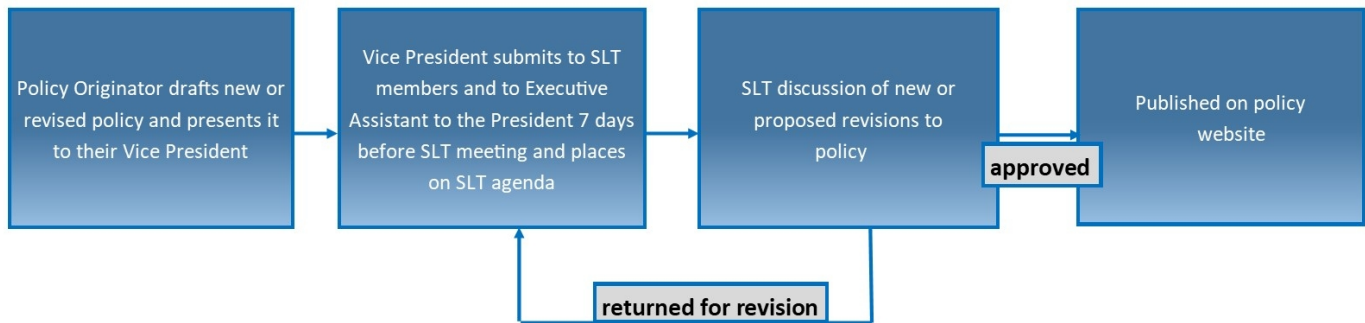 Policy Originator drafts new or
revised policy and presents it
to their Vice President
Vice President submits to SLT
members and to Executive
Assistant to the President 7 days
before SLT meeting and places
on SLT agenda
SLT discussion of new or
proposed revisions to
policy
approved
Published on policy
website
returned for revision